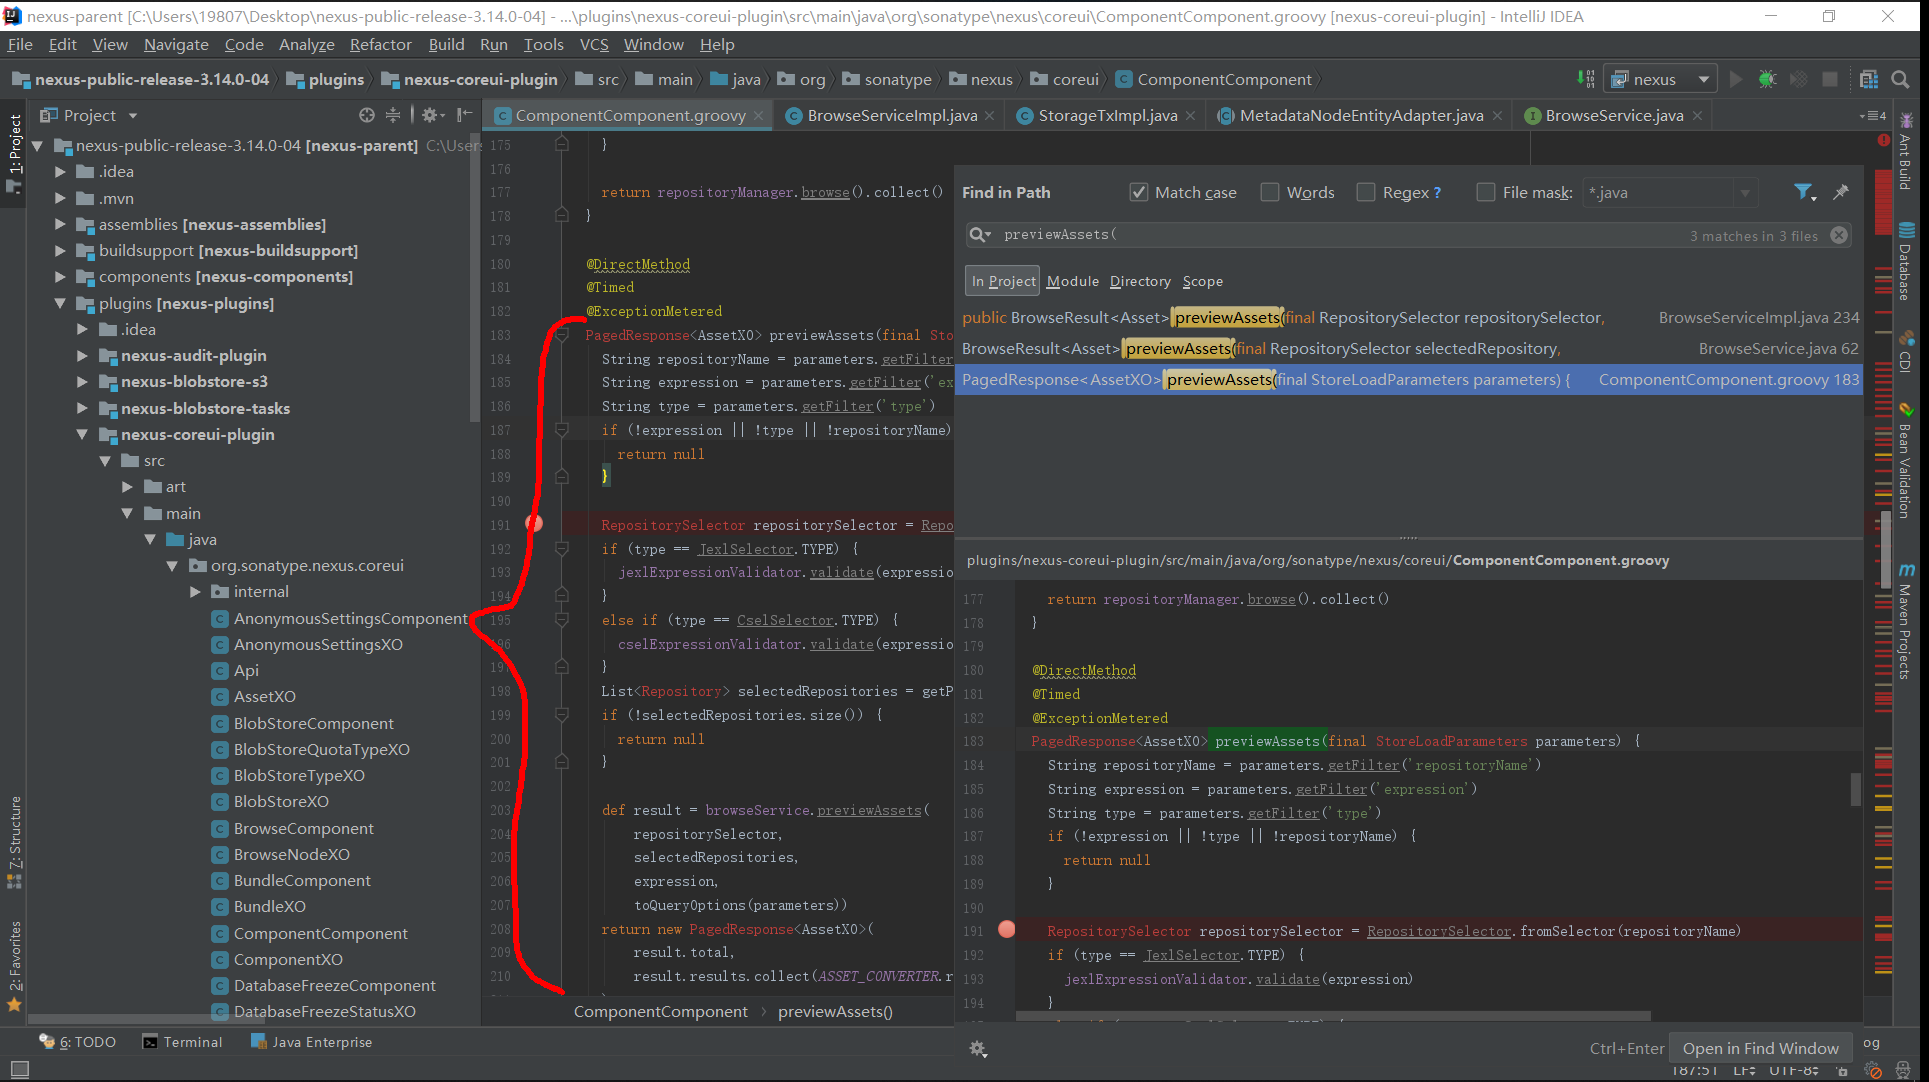 nexus-parent [C:\Users\19807\Desktop\nexus-public-release-3.14.0-04] - ...\plugins\nexus-coreui-plugin\src\main\java\org\sonatype\nexus\coreui\ComponentComponent.groovy [nexus-coreui-plugin] - IntelliJ IDEA
File Edit View Navigate Code Analyze Refactor Build Run Tools VCS Window Help
nexus-public-release-3.14.0-04 plugins nexus-coreui-plugin src main java org sonatype nexus coreui ComponentComponent nexus
Project
ComponentComponent.groovy BrowseServiceImpl.java StorageTxImpl.java MetadataNodeEntityAdapter.java BrowseService.java 4
1: Project
7: Structure
2: Favorites
nexus-public-release-3.14.0-04 [nexus-parent] C:\Users
.idea
.mvn
assemblies [nexus-assemblies]
buildsupport [nexus-buildsupport]
components [nexus-components]
plugins [nexus-plugins]
.idea
nexus-audit-plugin
nexus-blobstore-s3
nexus-blobstore-tasks
nexus-coreui-plugin
src
art
main
java
org.sonatype.nexus.coreui
internal
AnonymousSettingsComponent
AnonymousSettingsXO
Api
AssetXO
BlobStoreComponent
BlobStoreQuotaTypeXO
BlobStoreTypeXO
BlobStoreXO
BrowseComponent
BrowseNodeXO
BundleComponent
BundleXO
ComponentComponent
ComponentXO
DatabaseFreezeComponent
DatabaseFreezeStatusXO
175 }
176
177 return repositoryManager.browse().collect()
178 }
179
180 @DirectMethod
181 @Timed
182 @ExceptionMetered
183 PagedResponse<AssetXO> previewAssets(final Sto
184 String repositoryName = parameters.getFilter
185 String expression = parameters.getFilter('ex
186 String type = parameters.getFilter('type')
187 if (!expression || !type || !repositoryName)
188 return null
189 }
190
191 RepositorySelector repositorySelector = Repo
192 if (type == JexlSelector.TYPE) {
193 jexlExpressionValidator.validate(expressio
194 }
195 else if (type == CselSelector.TYPE) {
196 cselExpressionValidator.validate(expressio
197 }
198 List<Repository> selectedRepositories = getP
199 if (!selectedRepositories.size()) {
200 return null
201 }
202
203 def result = browseService.previewAssets(
204 repositorySelector,
205 selectedRepositories,
206 expression,
207 toQueryOptions(parameters))
208 return new PagedResponse<AssetXO>(
209 result.total,
210 result.results.collect(ASSET_CONVERTER.r
ComponentComponent › previewAssets()
Find in Path Match case Words Regex ? File mask: *.java
previewAssets( 3 matches in 3 files
In Project Module Directory Scope
public BrowseResult<Asset> previewAssets(final RepositorySelector repositorySelector, BrowseServiceImpl.java 234
BrowseResult<Asset> previewAssets(final RepositorySelector selectedRepository, BrowseService.java 62
PagedResponse<AssetXO> previewAssets(final StoreLoadParameters parameters) { ComponentComponent.groovy 183
plugins/nexus-coreui-plugin/src/main/java/org/sonatype/nexus/coreui/ComponentComponent.groovy
177 return repositoryManager.browse().collect()
178 }
179
180 @DirectMethod
181 @Timed
182 @ExceptionMetered
183 PagedResponse<AssetXO> previewAssets(final StoreLoadParameters parameters) {
184 String repositoryName = parameters.getFilter('repositoryName')
185 String expression = parameters.getFilter('expression')
186 String type = parameters.getFilter('type')
187 if (!expression || !type || !repositoryName) {
188 return null
189 }
190
191 RepositorySelector repositorySelector = RepositorySelector.fromSelector(repositoryName)
192 if (type == JexlSelector.TYPE) {
193 jexlExpressionValidator.validate(expression)
194 }
Ctrl+Enter Open in Find Window
Ant Build
Database
CDI
Bean Validation
Maven Projects
6: TODO Terminal Java Enterprise og
187:51 LF UTF-8